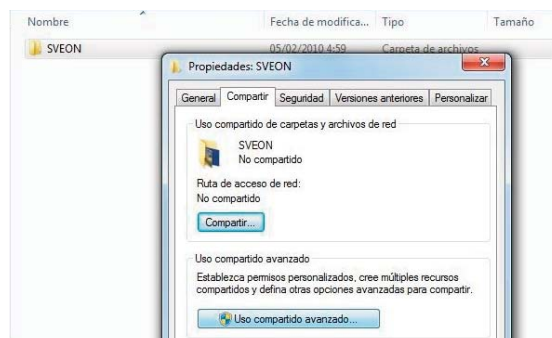 Nombre Fecha de modifica... Tipo Tamaño
SVEON 05/02/2010 4:59 Carpeta de archivos
Propiedades: SVEON
General Compartir Seguridad Versiones anteriores Personalizar
Uso compartido de carpetas y archivos de red
SVEON
No compartido
Ruta de acceso de red:
No compartido
Compartir...
Uso compartido avanzado
Establezca permisos personalizados, cree múltiples recursos
compartidos y defina otras opciones avanzadas para compartir.
Uso compartido avanzado...